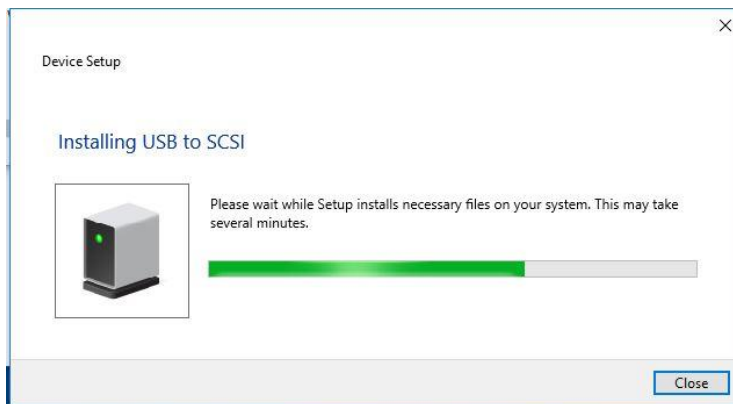 Device Setup
Installing USB to SCSI
Please wait while Setup installs necessary files on your system. This may take
several minutes.
Close